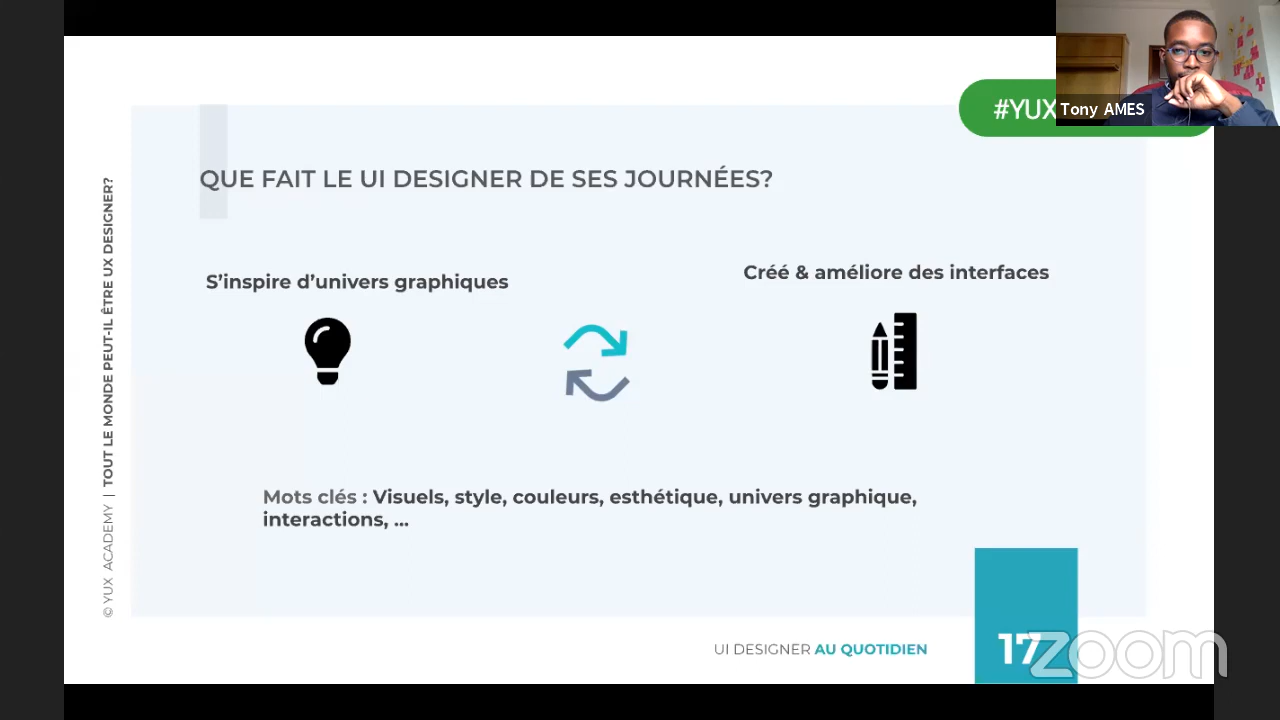 #YUX
Tony AMES
QUE FAIT LE UI DESIGNER DE SES JOURNÉES?
S’inspire d’univers graphiques
Créé & améliore des interfaces
Mots clés : Visuels, style, couleurs, esthétique, univers graphique,
interactions, ...
© YUX ACADEMY | TOUT LE MONDE PEUT-IL ÊTRE UX DESIGNER?
UI DESIGNER AU QUOTIDIEN
17
zoom